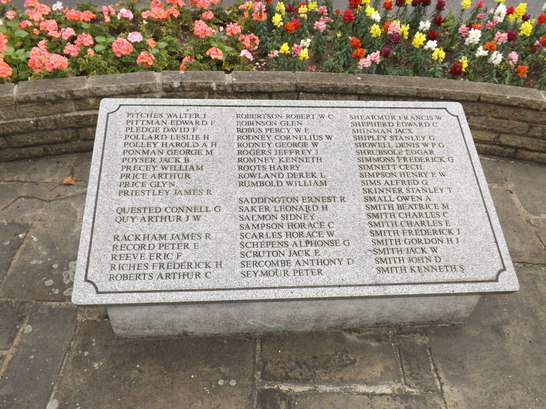 PITCHES WALTER J
PITTMAN EDWARD F
PLEDGE DAVID F
POLLARD LESLIE H
POLLEY HAROLD A H
PONMAN GEORGE M
POYSER JACK B
PRECEY WILLIAM
PRICE ARTHUR
PRICE GLYN
PRIESTLEY JAMES R
QUESTED CONNELL G
QUY ARTHUR J W
RACKHAM JAMES R
RECORD PETER E
REEVE ERIC F
RICHES FREDERICK H
ROBERTS ARTHUR C
ROBERTSON ROBERT W C
ROBINSON GLEN
ROBUS PERCY W E
RODNEY CORNELIUS W
RODNEY GEORGE W
ROGERS JEFFREY J
ROMNEY KENNETH
ROOTS HARRY
ROWLAND DEREK L
RUMBOLD WILLIAM
SADDINGTON ERNEST R
SAKER LEONARD H
SALMON SIDNEY
SAMPSON HORACE C
SCARLES HORACE W
SCHEPENS ALPHONSE G
SCRUTON JACK E
SERCOMBE ANTHONY D
SEYMOUR PETER
SHEARMUR FRANCIS W
SHEPHERD EDWARD C
SHINMAN JACK
SHIPLEY STANLEY G
SHOWELL DENIS W P G
SHRUBSOLE EDGAR
SIMMONS FREDERICK G
SIMNETT CECIL
SIMPSON HENRY E W
SIMS ALFRED G
SKINNER STANLEY T
SMALL OWEN A
SMITH BEATRICE M
SMITH CHARLES C
SMITH CHARLES E
SMITH FREDERICK J
SMITH GORDON H J
SMITH JACK W
SMITH JOHN D
SMITH KENNETH S